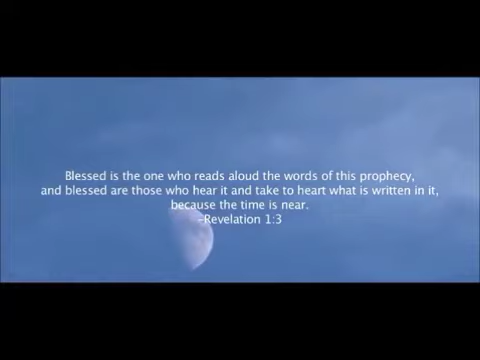 Blessed is the one who reads aloud the words of this prophecy,
and blessed are those who hear it and take to heart what is written in it,
because the time is near.
-Revelation 1:3